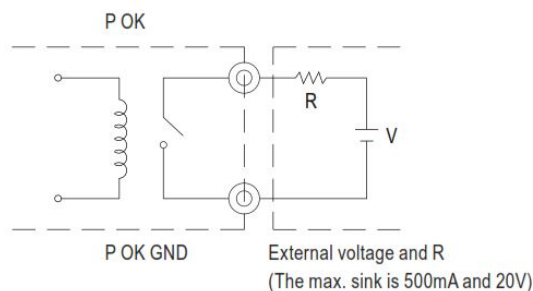 P OK
R
V
P OK GND
External voltage and R
(The max. sink is 500mA and 20V)